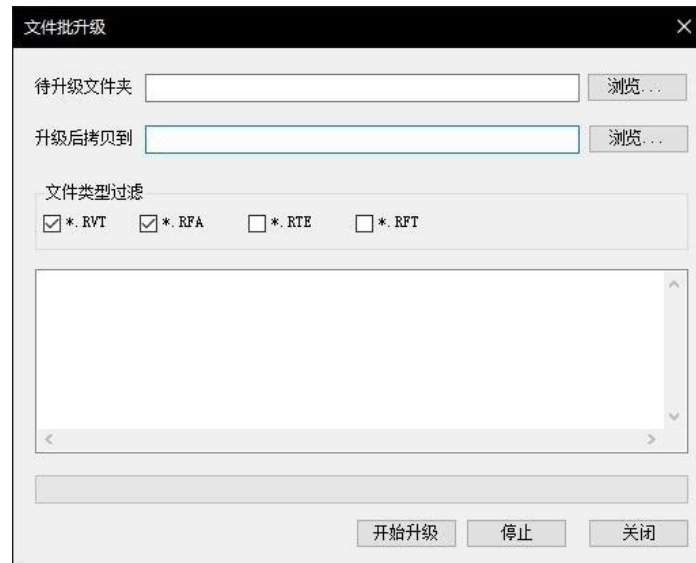 文件批升级
待升级文件夹 浏览...
升级后拷贝到 浏览...
文件类型过滤
*.RVT *.RFA *.RTE *.RFT
开始升级 停止 关闭